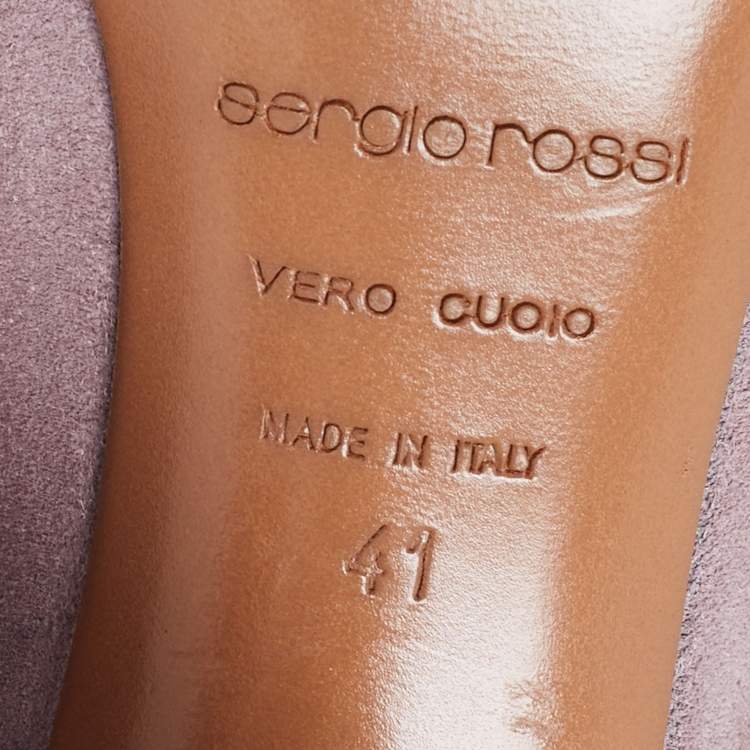 sergio rossi
VERO CUOIO
MADE IN ITALY
41